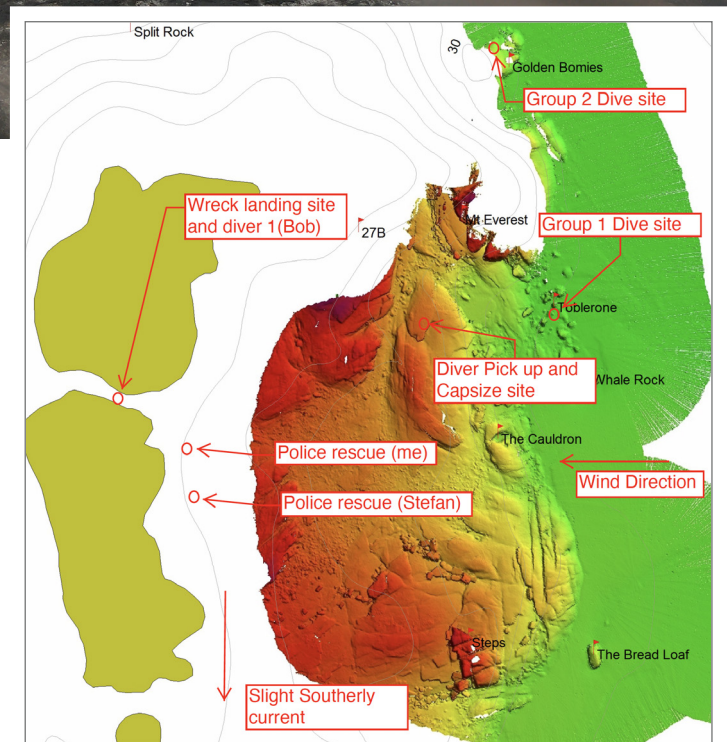 Split Rock
30
Golden Bomies
Group 2 Dive site
Wreck landing site
and diver 1(Bob)
Mt Everest
Group 1 Dive site
27B
Toblerone
Diver Pick up and
Capsize site
Whale Rock
The Cauldron
Police rescue (me)
Wind Direction
Police rescue (Stefan)
Steps
The Bread Loaf
Slight Southerly
current